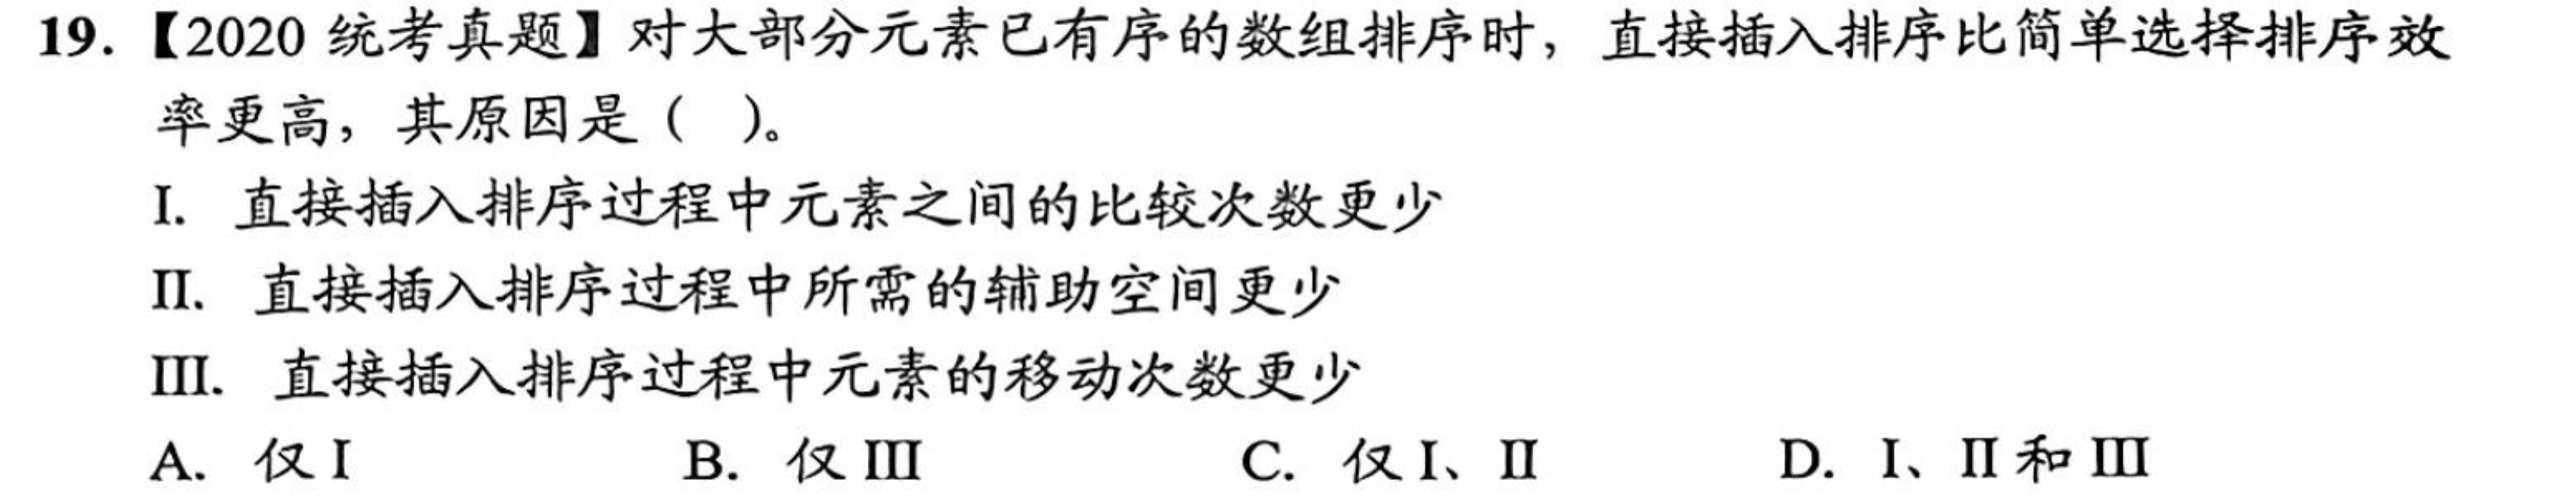 19.【2020 统考真题】对大部分元素已有序的数组排序时，直接插入排序比简单选择排序效
率更高，其原因是（ ）。
I. 直接插入排序过程中元素之间的比较次数更少
II. 直接插入排序过程中所需的辅助空间更少
III. 直接插入排序过程中元素的移动次数更少
A. 仅 I B. 仅 III C. 仅 I、II D. I、II 和 III